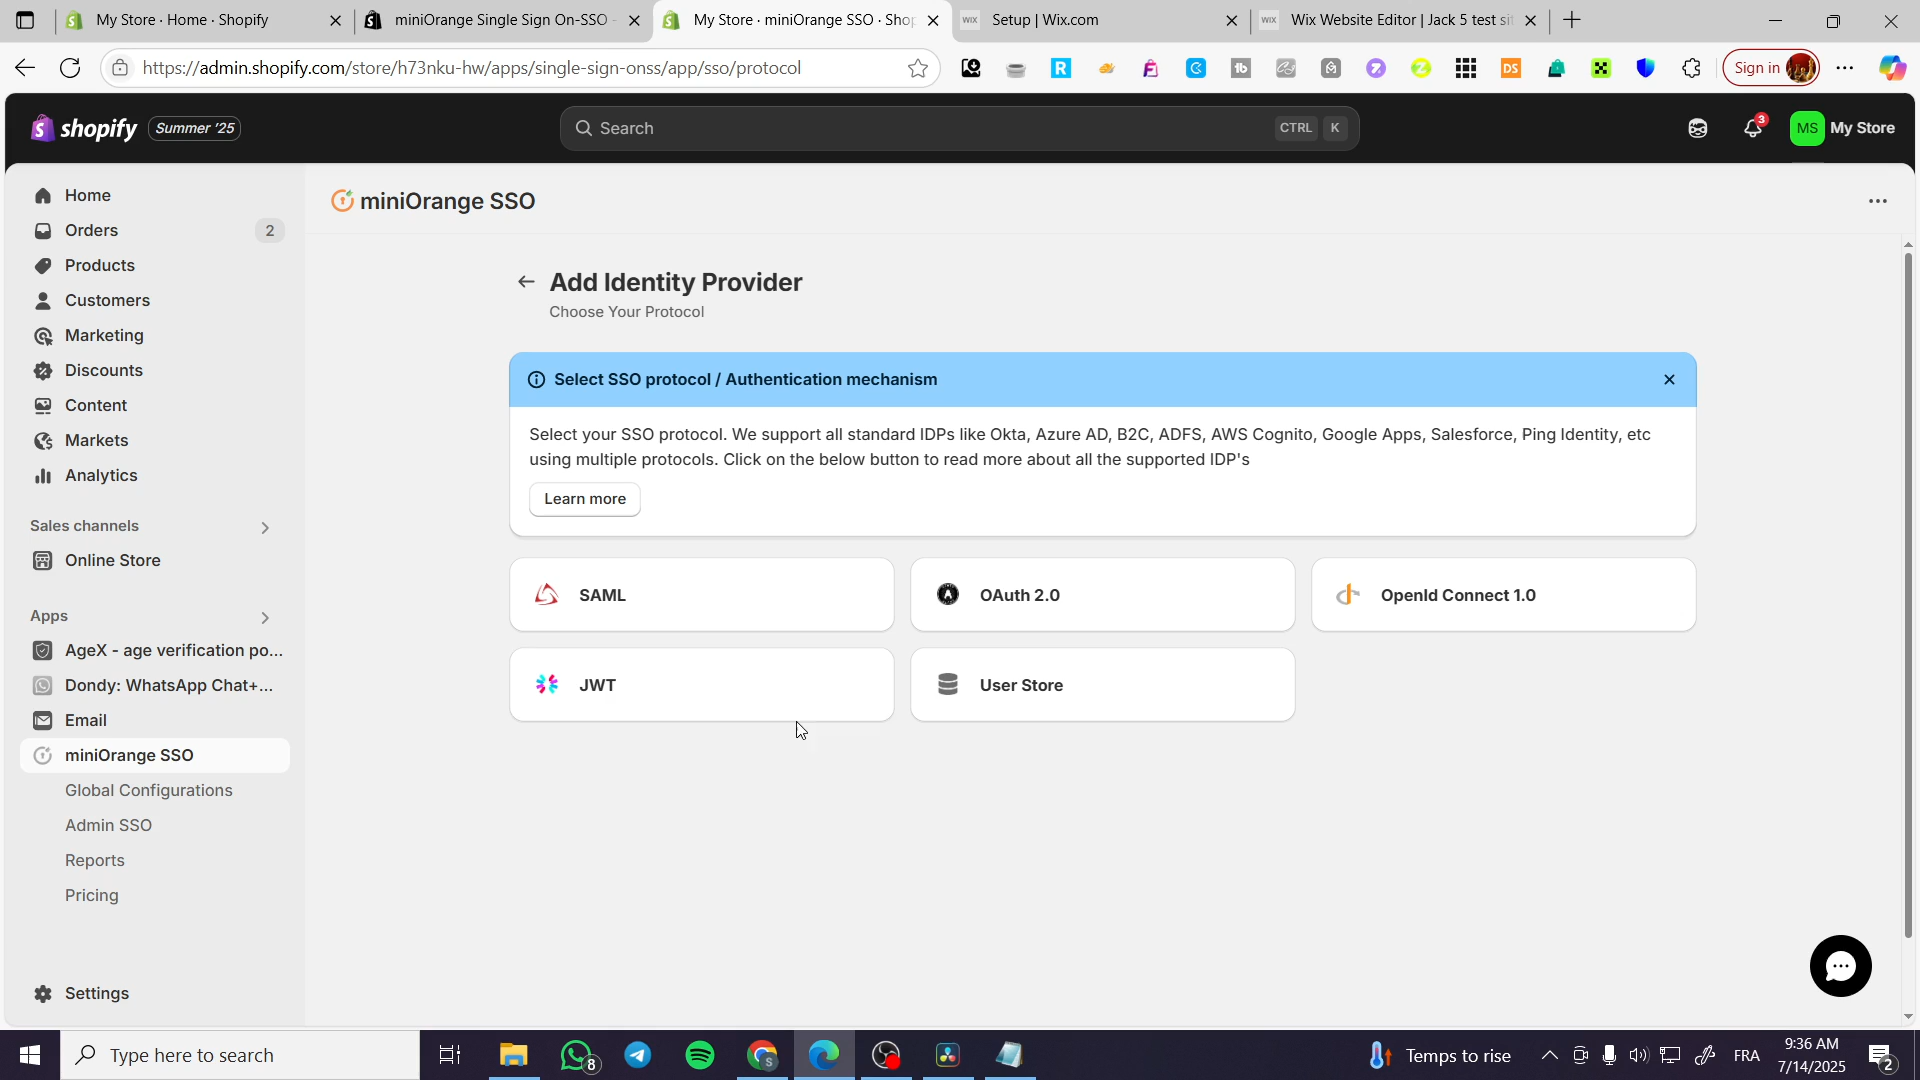 My Store · Home · Shopify
miniOrange Single Sign On-SSO
My Store · miniOrange SSO · Shop
WIX
Setup | Wix.com
WIX
Wix Website Editor | Jack 5 test si
https://admin.shopify.com/store/h73nku-hw/apps/single-sign-onss/app/sso/protocol
Sign in
shopify
Summer '25
Search
CTRL K
3
MS
My Store
Home
Orders
2
Products
Customers
Marketing
Discounts
Content
Markets
Analytics
Sales channels
Online Store
Apps
AgeX - age verification po...
Dondy: WhatsApp Chat+...
Email
miniOrange SSO
Global Configurations
Admin SSO
Reports
Pricing
Settings
miniOrange SSO
Add Identity Provider
Choose Your Protocol
Select SSO protocol / Authentication mechanism
Select your SSO protocol. We support all standard IDPs like Okta, Azure AD, B2C, ADFS, AWS Cognito, Google Apps, Salesforce, Ping Identity, etc
using multiple protocols. Click on the below button to read more about all the supported IDP's
Learn more
SAML
OAuth 2.0
OpenId Connect 1.0
JWT
User Store
Type here to search
8
Temps to rise
FRA
9:36 AM
7/14/2025
2